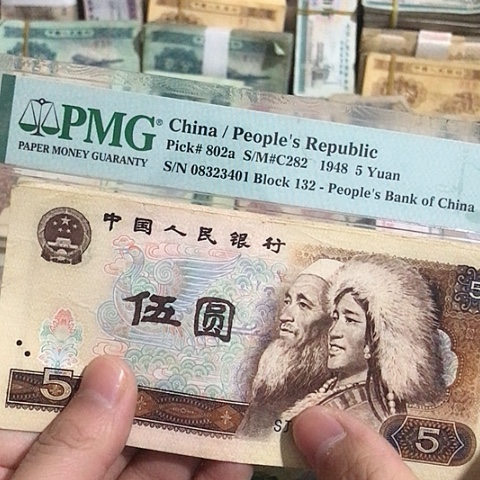 PMG®
PAPER MONEY GUARANTY
China / People's Republic
Pick# 802a S/M#C282 1948 5 Yuan
S/N 08323401 Block 132 - People's Bank of China
中国人民银行
伍圆
5
5